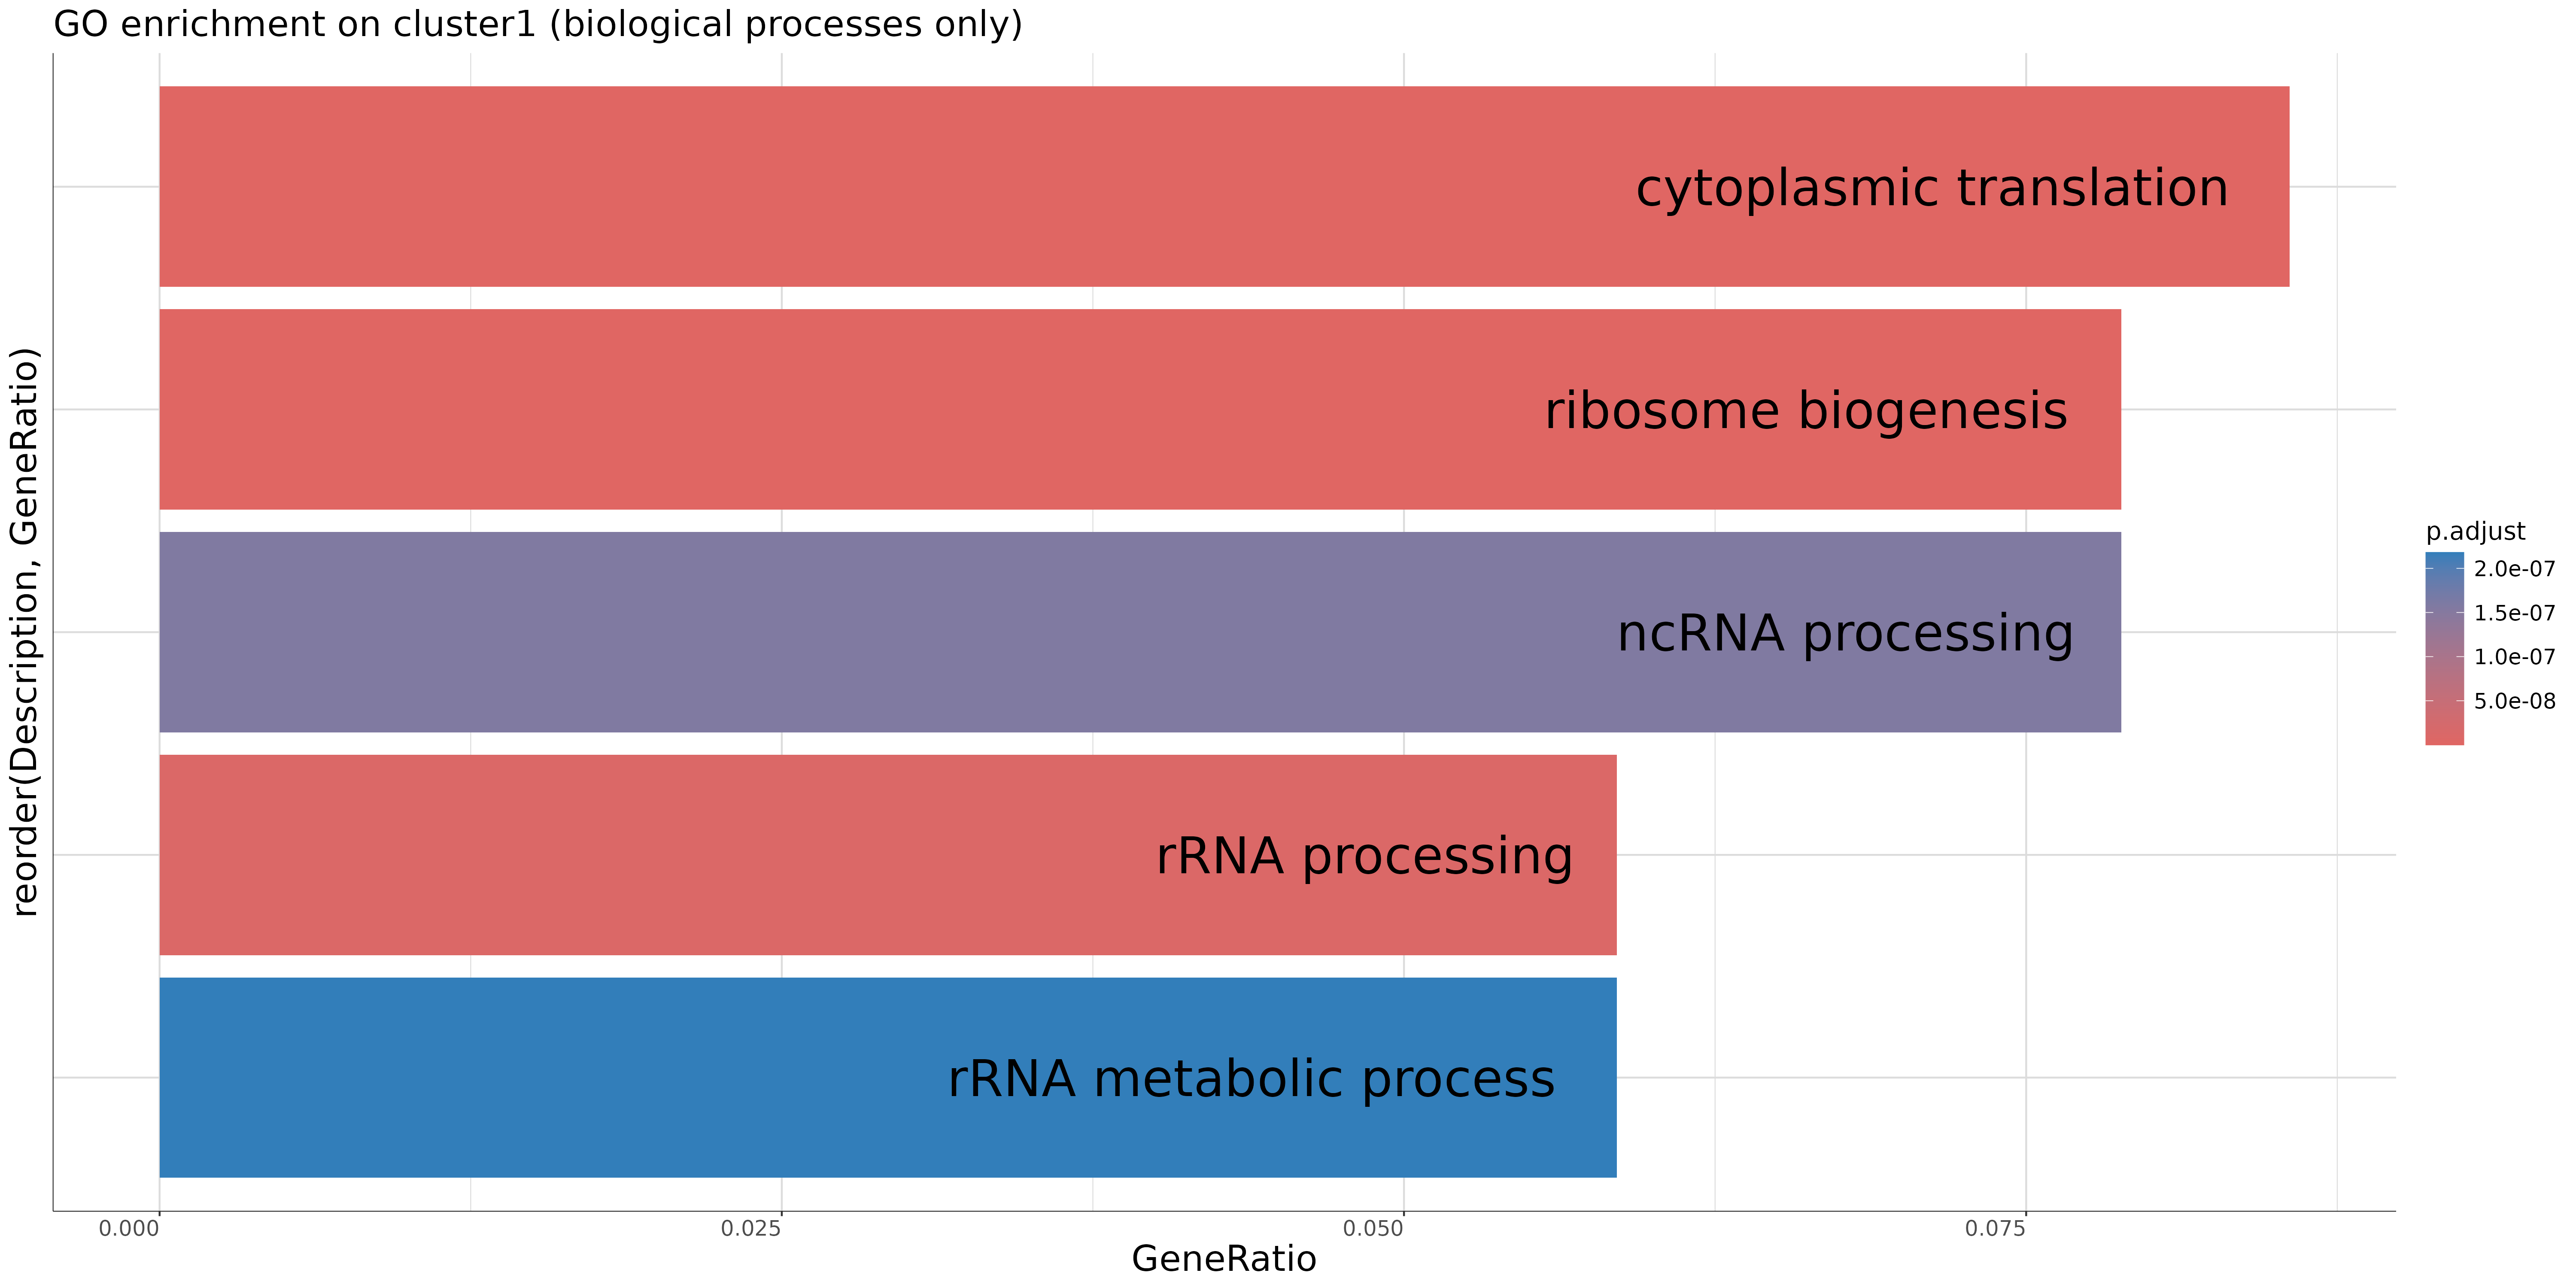 GO enrichment on cluster1 (biological processes only)
reorder(Description, GeneRatio)
cytoplasmic translation
ribosome biogenesis
ncRNA processing
rRNA processing
rRNA metabolic process
p.adjust
2.0e-07
1.5e-07
1.0e-07
5.0e-08
0.000 0.025 0.050 0.075
GeneRatio